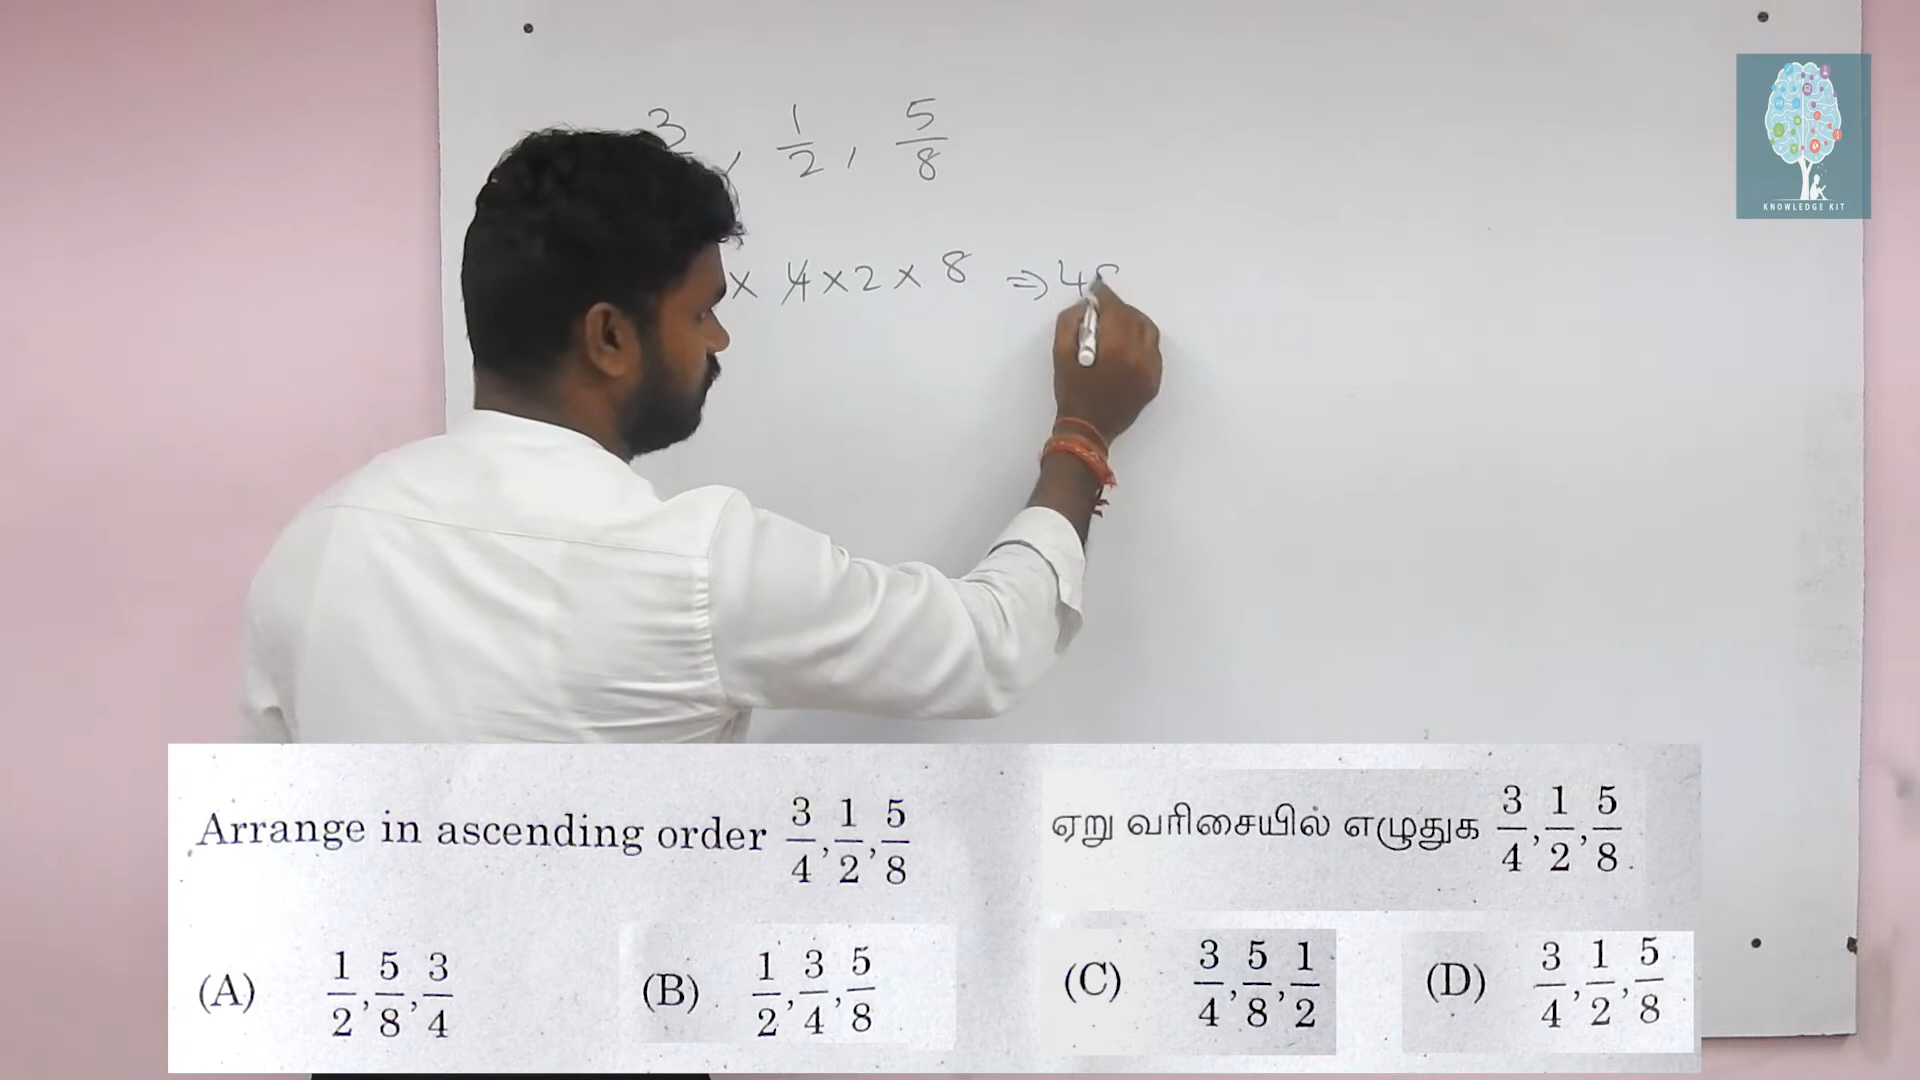 3, 1/2, 5/8
× 4 × 2 × 8 ⇒ 48
KNOWLEDGE KIT
Arrange in ascending order 3/4, 1/2, 5/8
ஏறு வரிசையில் எழுதுக 3/4, 1/2, 5/8.
(A) 1/2, 5/8, 3/4
(B) 1/2, 3/4, 5/8
(C) 3/4, 5/8, 1/2
(D) 3/4, 1/2, 5/8